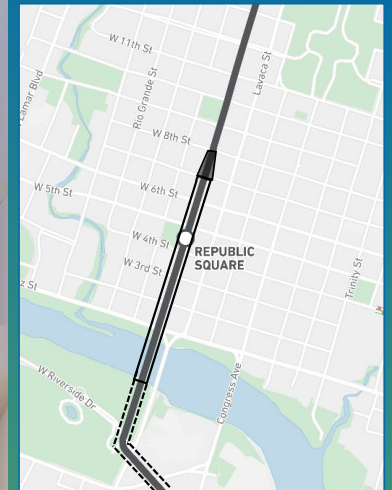 W 11th St
Lavaca St
Lamar Blvd
Rio Grande St
W 8th St
W 5th St
W 6th St
W 4th St
REPUBLIC
SQUARE
W 3rd St
Trinity St
z St
W Riverside Dr
Congress Ave